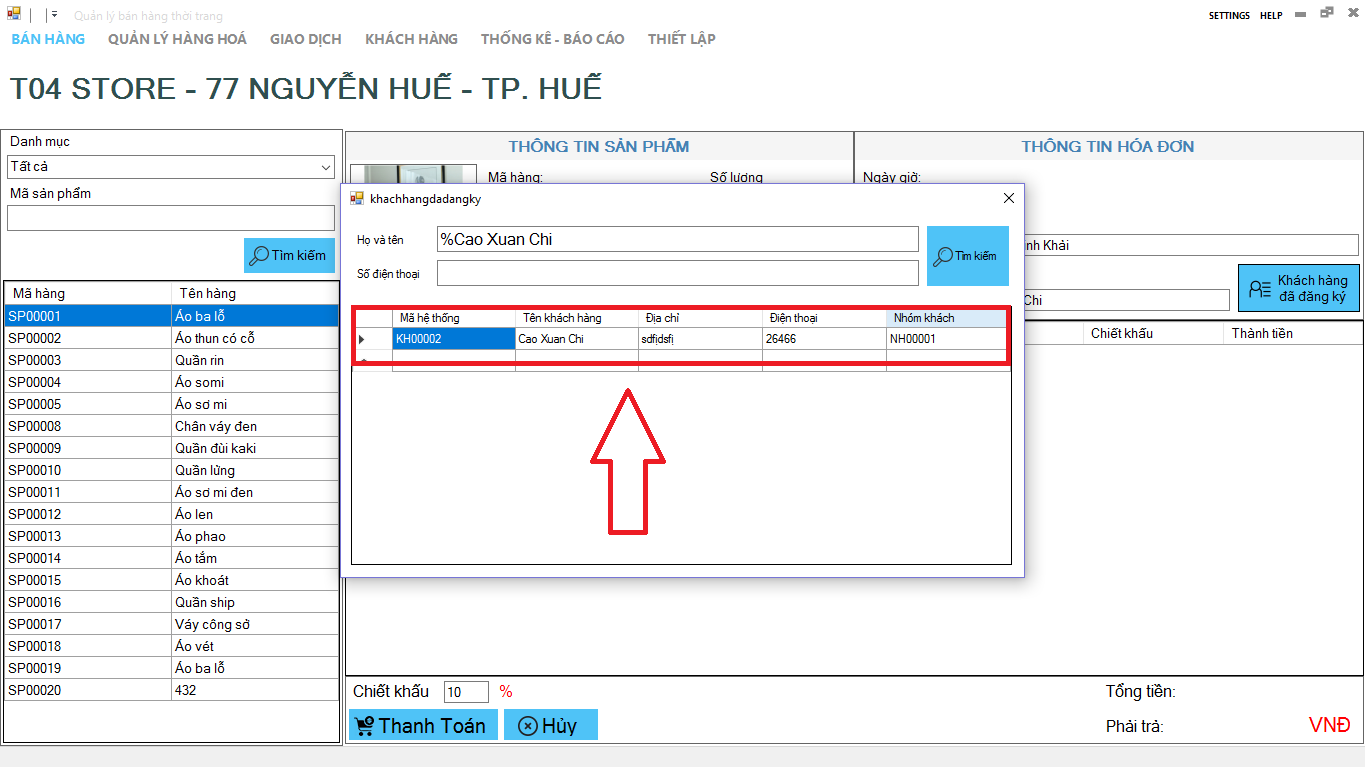 Quản lý bán hàng thời trang
SETTINGS HELP
BÁN HÀNG QUẢN LÝ HÀNG HOÁ GIAO DỊCH KHÁCH HÀNG THỐNG KÊ - BÁO CÁO THIẾT LẬP
T04 STORE - 77 NGUYỄN HUẾ - TP. HUẾ
Danh mục
Tất cả
Mã sản phẩm
Tìm kiếm
Mã hàng Tên hàng
SP00001 Áo ba lỗ
SP00002 Áo thun có cỗ
SP00003 Quần rin
SP00004 Áo somi
SP00005 Áo sơ mi
SP00008 Chân váy đen
SP00009 Quần đùi kaki
SP00010 Quần lửng
SP00011 Áo sơ mi đen
SP00012 Áo len
SP00013 Áo phao
SP00014 Áo tắm
SP00015 Áo khoát
SP00016 Quần ship
SP00017 Váy công sở
SP00018 Áo vét
SP00019 Áo ba lỗ
SP00020 432
THÔNG TIN SẢN PHẨM
Mã hàng: Số lượng
THÔNG TIN HÓA ĐƠN
Ngày giờ:
Khải
Chi
Khách hàng
đã đăng ký
Chiết khấu Thành tiền
khachhangdadangky
Họ và tên %Cao Xuan Chi
Số điện thoại
Tìm kiếm
Mã hệ thống Tên khách hàng Địa chỉ Điện thoại Nhóm khách
KH00002 Cao Xuan Chi sdfjdsfj 26466 NH00001
Chiết khấu 10 %
Thanh Toán Hủy
Tổng tiền:
Phải trả: VNĐ